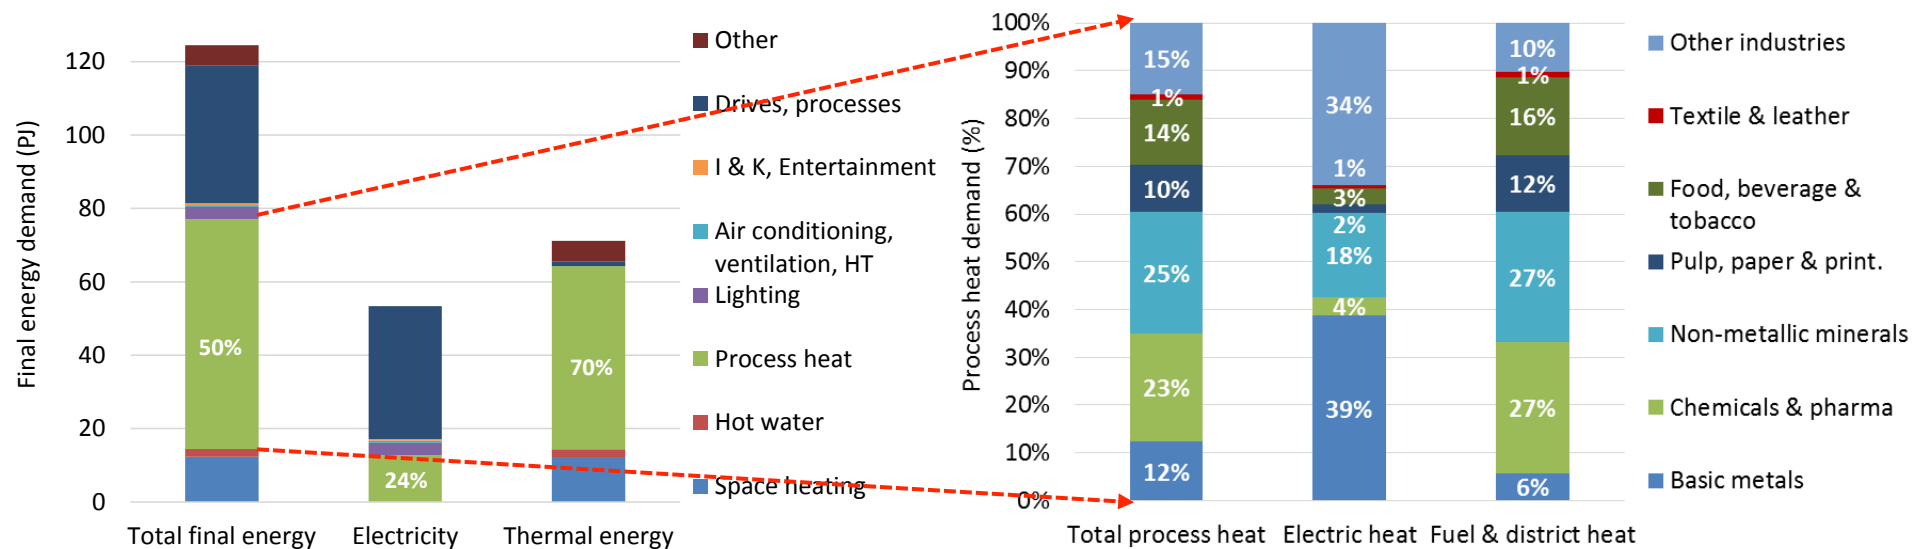 Final energy demand (PJ)
120
100
80
60
40
20
0
50%
24%
70%
Total final energy
Electricity
Thermal energy
Other
Drives, processes
I & K, Entertainment
Air conditioning,
ventilation, HT
Lighting
Process heat
Hot water
Space heating
Process heat demand (%)
100%
90%
80%
70%
60%
50%
40%
30%
20%
10%
0%
15%
1%
14%
10%
25%
23%
12%
34%
1%
3%
2%
18%
4%
39%
10%
1%
16%
12%
27%
27%
6%
Total process heat
Electric heat
Fuel & district heat
Other industries
Textile & leather
Food, beverage &
tobacco
Pulp, paper & print.
Non-metallic minerals
Chemicals & pharma
Basic metals